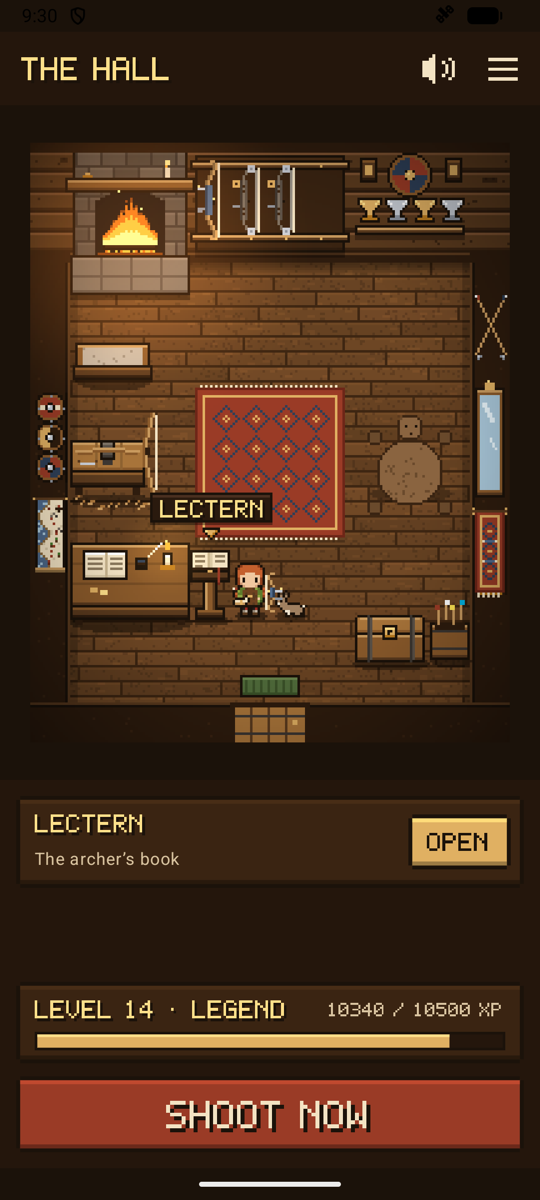 9:30
THE HALL
LECTERN
LECTERN
The archer’s book
OPEN
LEVEL 14 · LEGEND
10340 / 10500 XP
SHOOT NOW